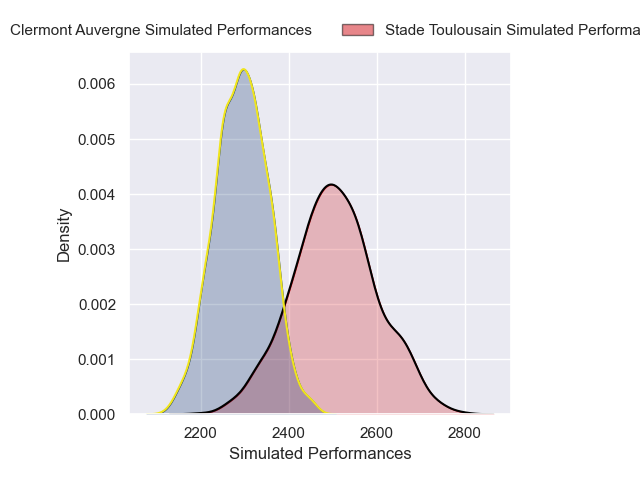 Clermont Auvergne Simulated Performances
Stade Toulousain Simulated Performa
0.006
0.005
0.004
0.003
0.002
0.001
0.000
Density
2200 2400 2600 2800
Simulated Performances